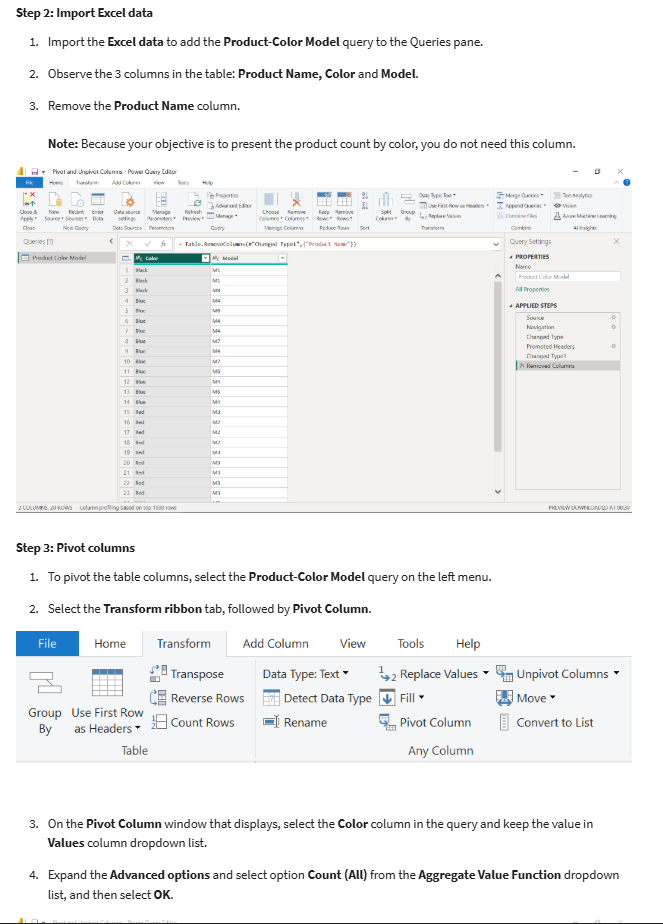 Step 2: Import Excel data
1. Import the Excel data to add the Product-Color Model query to the Queries pane.
2. Observe the 3 columns in the table: Product Name, Color and Model.
3. Remove the Product Name column.
Note: Because your objective is to present the product count by color, you do not need this column.
Pivot and Unpivot Columns - Power Query Editor
File Home Transform Add Column View Tools Help
Close & Apply New Source Recent Sources Enter Data Data source settings Manage Parameters Refresh Preview Properties Advanced Editor Manage Choose Columns Remove Columns Keep Rows Remove Rows Split Column Group By Data Type: Text Use First Row as Headers Replace Values Merge Queries Append Queries Combine Files Text Analytics Vision Azure Machine Learning
Close New Query Data Sources Parameters Query Manage Columns Reduce Rows Sort Transform Combine AI Insights
Queries [1]
Product Color Model
= Table.RemoveColumns(#"Changed Type1",{"Product Name"})
Color Model
1 Black M1
2 Black M1
3 Black
4 Blue M4
5 Blue
6 Blue M4
7 Blue M4
8 Blue M7
9 Blue
10 Blue M7
11 Blue
12 Blue
13 Blue
14 Blue
15 Red M3
16 Red M2
17 Red M2
18 Red M2
19 Red M3
20 Red M3
21 Red M3
22 Red M3
23 Red M3
Query Settings
PROPERTIES
Name
Product Color Model
All Properties
APPLIED STEPS
Source
Navigation
Changed Type
Promoted Headers
Changed Type1
Removed Columns
2 COLUMNS, 28 ROWS Column profiling based on top 1000 rows PREVIEW DOWNLOADED AT
Step 3: Pivot columns
1. To pivot the table columns, select the Product-Color Model query on the left menu.
2. Select the Transform ribbon tab, followed by Pivot Column.
File Home Transform Add Column View Tools Help
Transpose Data Type: Text 1 2 Replace Values Unpivot Columns
Reverse Rows Detect Data Type Fill Move
Group By Use First Row as Headers Count Rows Rename Pivot Column Convert to List
Table Any Column
3. On the Pivot Column window that displays, select the Color column in the query and keep the value in
Values column dropdown list.
4. Expand the Advanced options and select option Count (All) from the Aggregate Value Function dropdown
list, and then select OK.